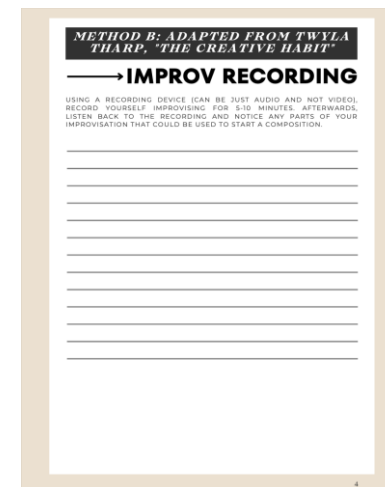 METHOD B: ADAPTED FROM TWYLA
THARP, "THE CREATIVE HABIT"
IMPROV RECORDING
USING A RECORDING DEVICE (CAN BE JUST AUDIO AND NOT VIDEO),
RECORD YOURSELF IMPROVISING FOR 5-10 MINUTES. AFTERWARDS,
LISTEN BACK TO THE RECORDING AND NOTICE ANY PARTS OF YOUR
IMPROVISATION THAT COULD BE USED TO START A COMPOSITION.
4